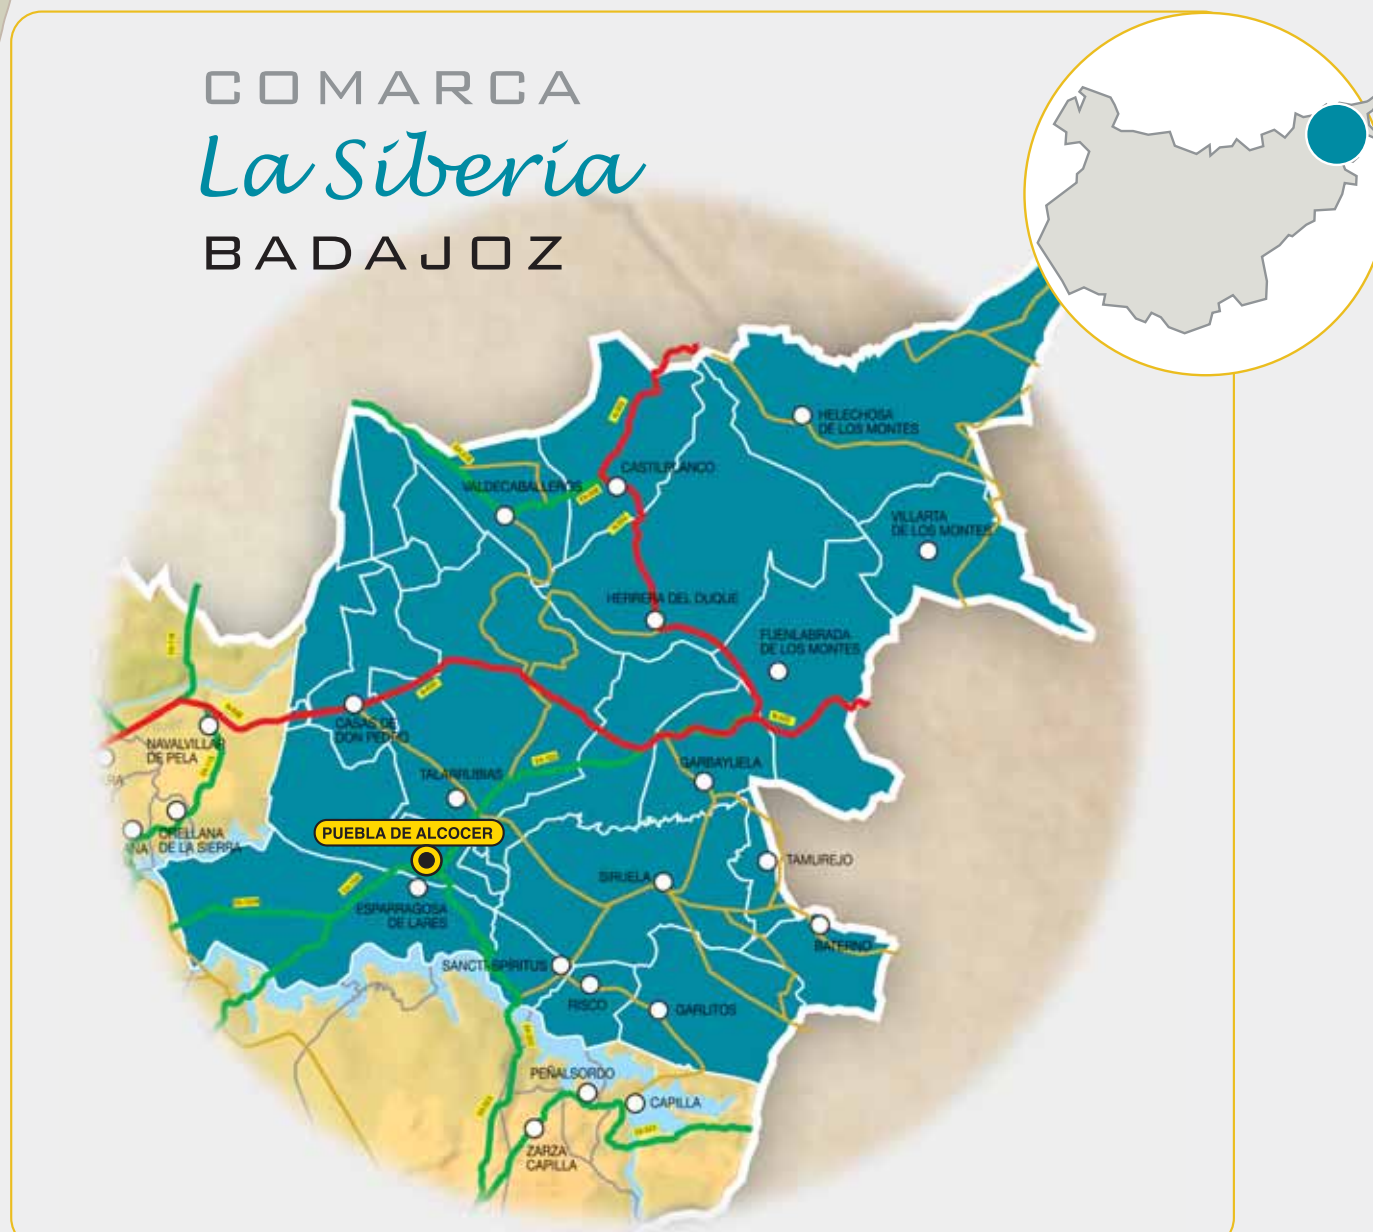 COMARCA
La Siberia
BADAJOZ
HELECHOSA
DE LOS MONTES
CASTILBLANCO
VALDECABALLEROS
VILLARTA
DE LOS MONTES
HERRERA DEL DUQUE
FUENLABRADA
DE LOS MONTES
CASAS DE
DON PEDRO
NAVALVILLAR
DE PELA
GARBAYUELA
TALARRUBIAS
PUEBLA DE ALCOCER
ORELLANA
DE LA SIERRA
TAMUREJO
SIRUELA
ESPARRAGOSA
DE LARES
BATERNO
SANCTI-SPÍRITUS
RISCO
GARLITOS
PEÑALSORDO
CAPILLA
ZARZA
CAPILLA